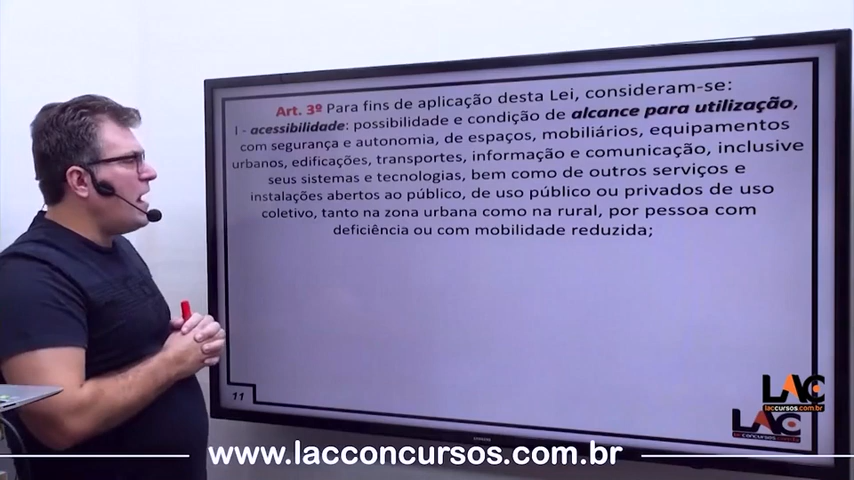 Art. 3º Para fins de aplicação desta Lei, consideram-se:
I - acessibilidade: possibilidade e condição de alcance para utilização,
com segurança e autonomia, de espaços, mobiliários, equipamentos
urbanos, edificações, transportes, informação e comunicação, inclusive
seus sistemas e tecnologias, bem como de outros serviços e
instalações abertos ao público, de uso público ou privados de uso
coletivo, tanto na zona urbana como na rural, por pessoa com
deficiência ou com mobilidade reduzida;
11
LAC
laccursos.com.br
LAC
www.lacconcursos.com.br